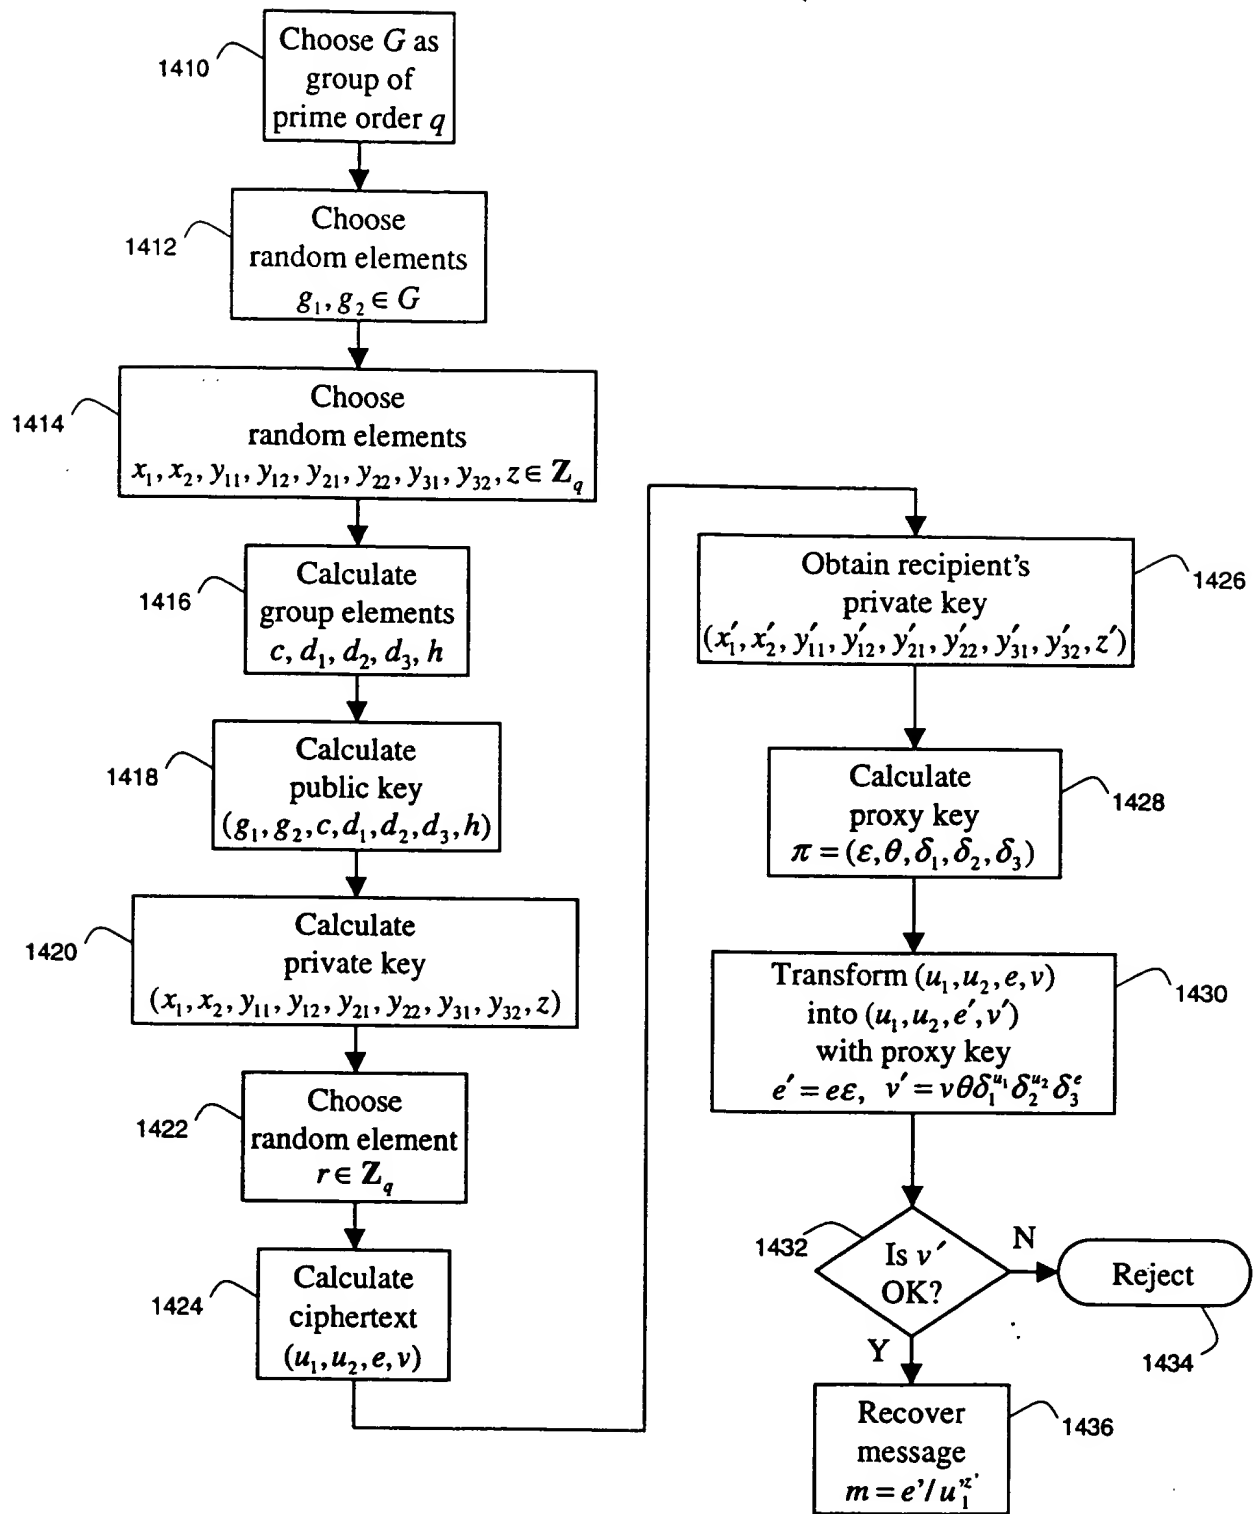 1410
Choose G as
group of
prime order q
1412
Choose
random elements
g₁, g₂ ∈ G
1414
Choose
random elements
x₁, x₂, y₁₁, y₁₂, y₂₁, y₂₂, y₃₁, y₃₂, z ∈ Z_q
1416
Calculate
group elements
c, d₁, d₂, d₃, h
1418
Calculate
public key
(g₁, g₂, c, d₁, d₂, d₃, h)
1420
Calculate
private key
(x₁, x₂, y₁₁, y₁₂, y₂₁, y₂₂, y₃₁, y₃₂, z)
1422
Choose
random element
r ∈ Z_q
1424
Calculate
ciphertext
(u₁, u₂, e, v)
1426
Obtain recipient's
private key
(x′₁, x′₂, y′₁₁, y′₁₂, y′₂₁, y′₂₂, y′₃₁, y′₃₂, z′)
1428
Calculate
proxy key
π = (ε, θ, δ₁, δ₂, δ₃)
1430
Transform (u₁, u₂, e, v)
into (u₁, u₂, e′, v′)
with proxy key
e′ = eε, v′ = vθδ₁^{u₁}δ₂^{u₂}δ₃^{e}
1432
Is v′
OK?
N
Reject
1434
Y
1436
Recover
message
m = e'/u₁'^{z'}